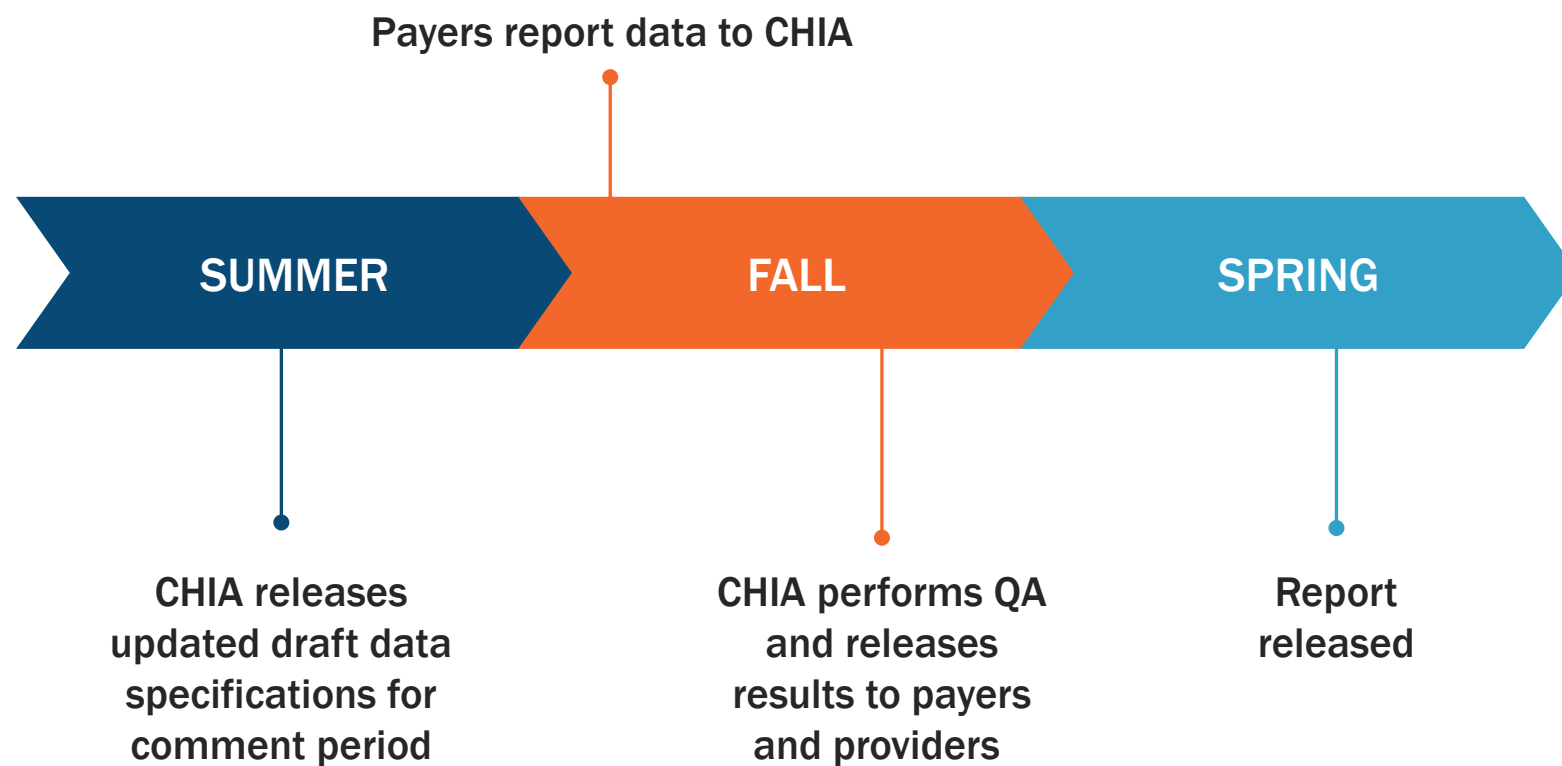 Payers report data to CHIA
SUMMER
FALL
SPRING
CHIA releases
updated draft data
specifications for
comment period
CHIA performs QA
and releases
results to payers
and providers
Report
released